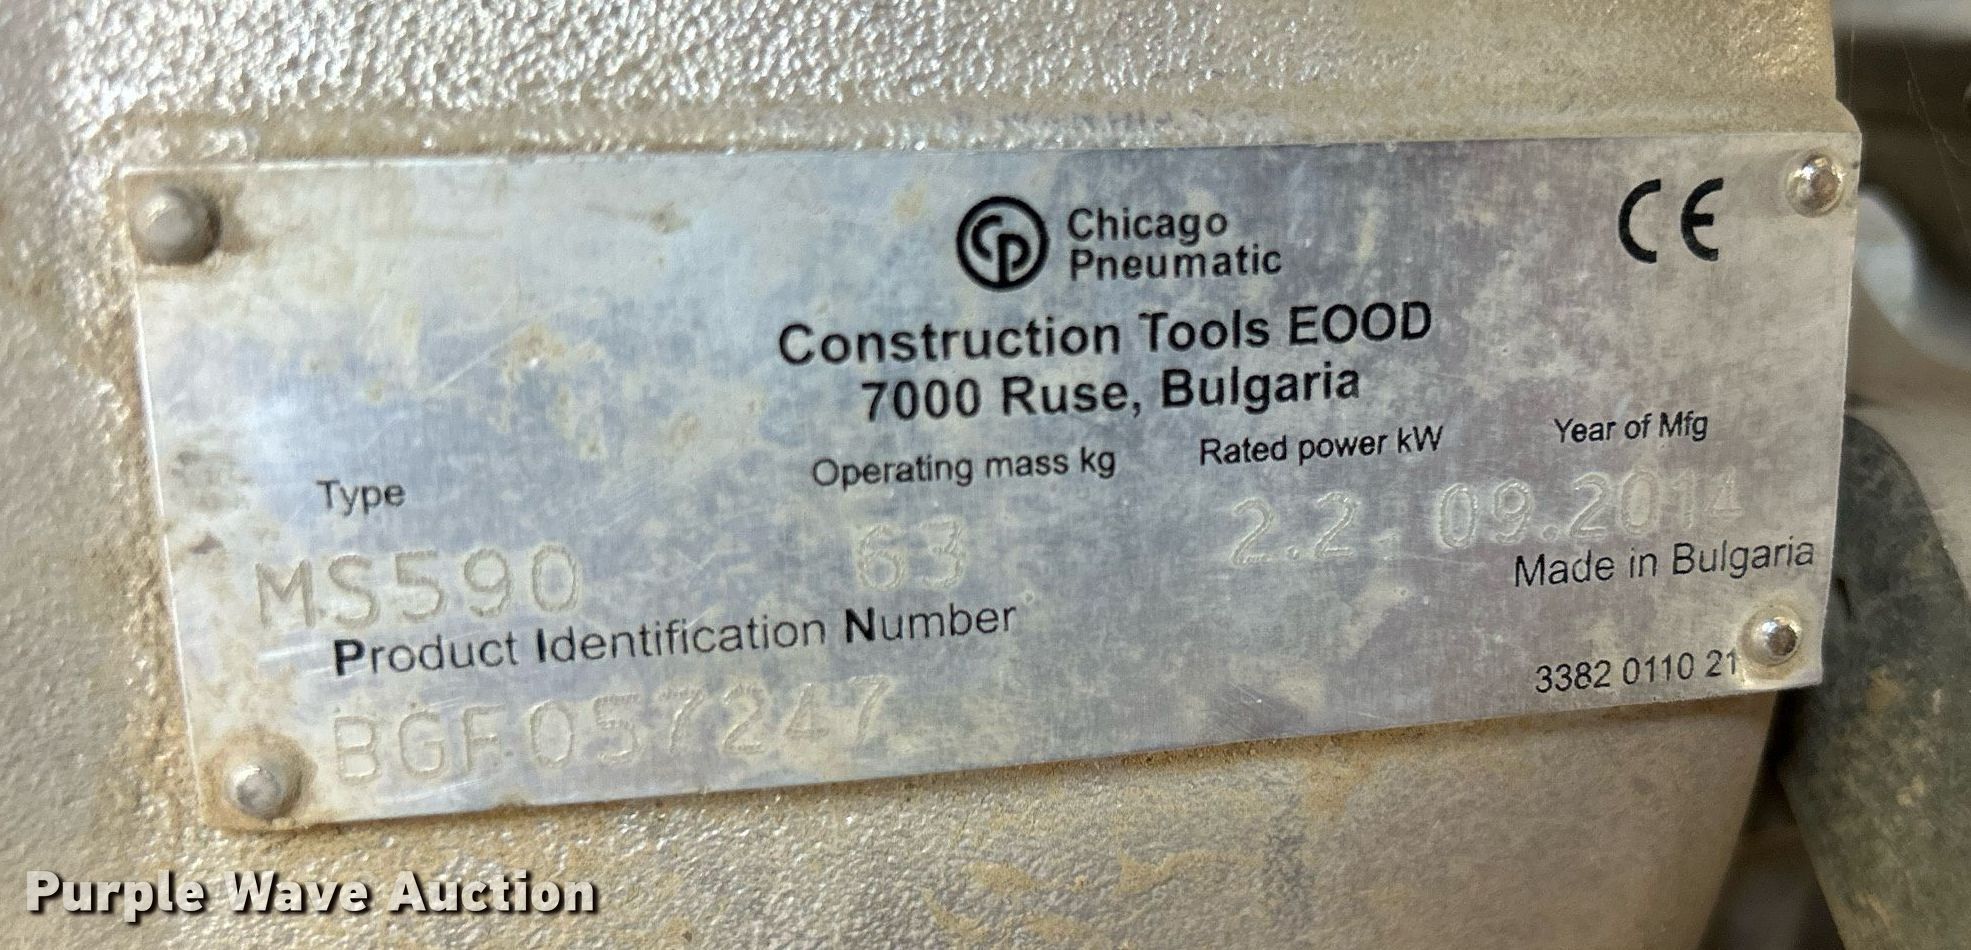 CP Chicago
Pneumatic
CE
Construction Tools EOOD
7000 Ruse, Bulgaria
Type
Operating mass kg
Rated power kW
Year of Mfg
MS590
63
2.2
09.2014
Made in Bulgaria
Product Identification Number
BGF057247
3382 0110 21
Purple Wave Auction